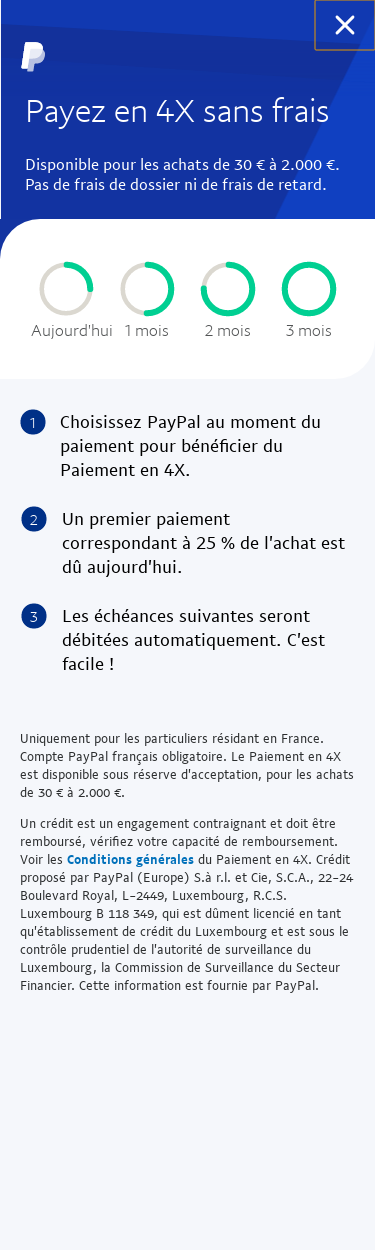 Payez en 4X sans frais
Disponible pour les achats de 30 € à 2.000 €.
Pas de frais de dossier ni de frais de retard.
Aujourd'hui 1 mois 2 mois 3 mois
1 Choisissez PayPal au moment du
paiement pour bénéficier du
Paiement en 4X.
2 Un premier paiement
correspondant à 25 % de l'achat est
dû aujourd'hui.
3 Les échéances suivantes seront
débitées automatiquement. C'est
facile !
Uniquement pour les particuliers résidant en France.
Compte PayPal français obligatoire. Le Paiement en 4X
est disponible sous réserve d'acceptation, pour les achats
de 30 € à 2.000 €.
Un crédit est un engagement contraignant et doit être
remboursé, vérifiez votre capacité de remboursement.
Voir les Conditions générales du Paiement en 4X. Crédit
proposé par PayPal (Europe) S.à r.l. et Cie, S.C.A., 22-24
Boulevard Royal, L-2449, Luxembourg, R.C.S.
Luxembourg B 118 349, qui est dûment licencié en tant
qu'établissement de crédit du Luxembourg et est sous le
contrôle prudentiel de l'autorité de surveillance du
Luxembourg, la Commission de Surveillance du Secteur
Financier. Cette information est fournie par PayPal.